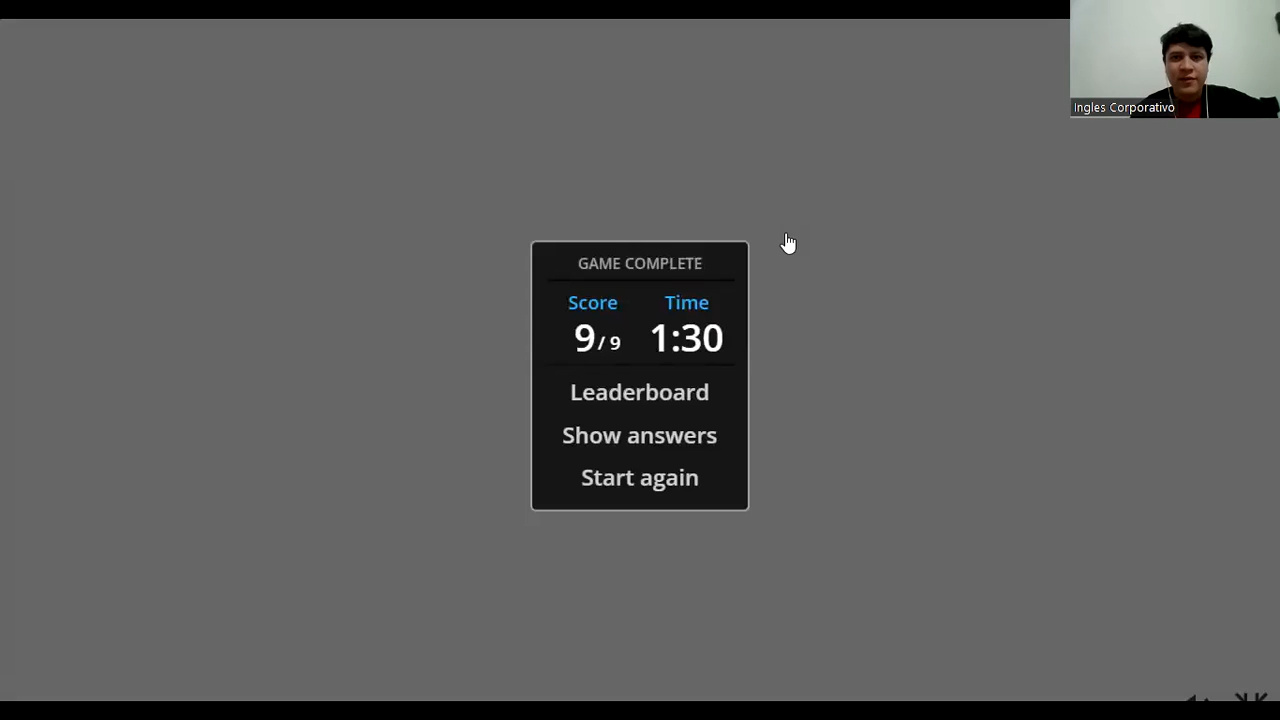 Ingles Corporativo
GAME COMPLETE
Score Time
9/ 9 1:30
Leaderboard
Show answers
Start again